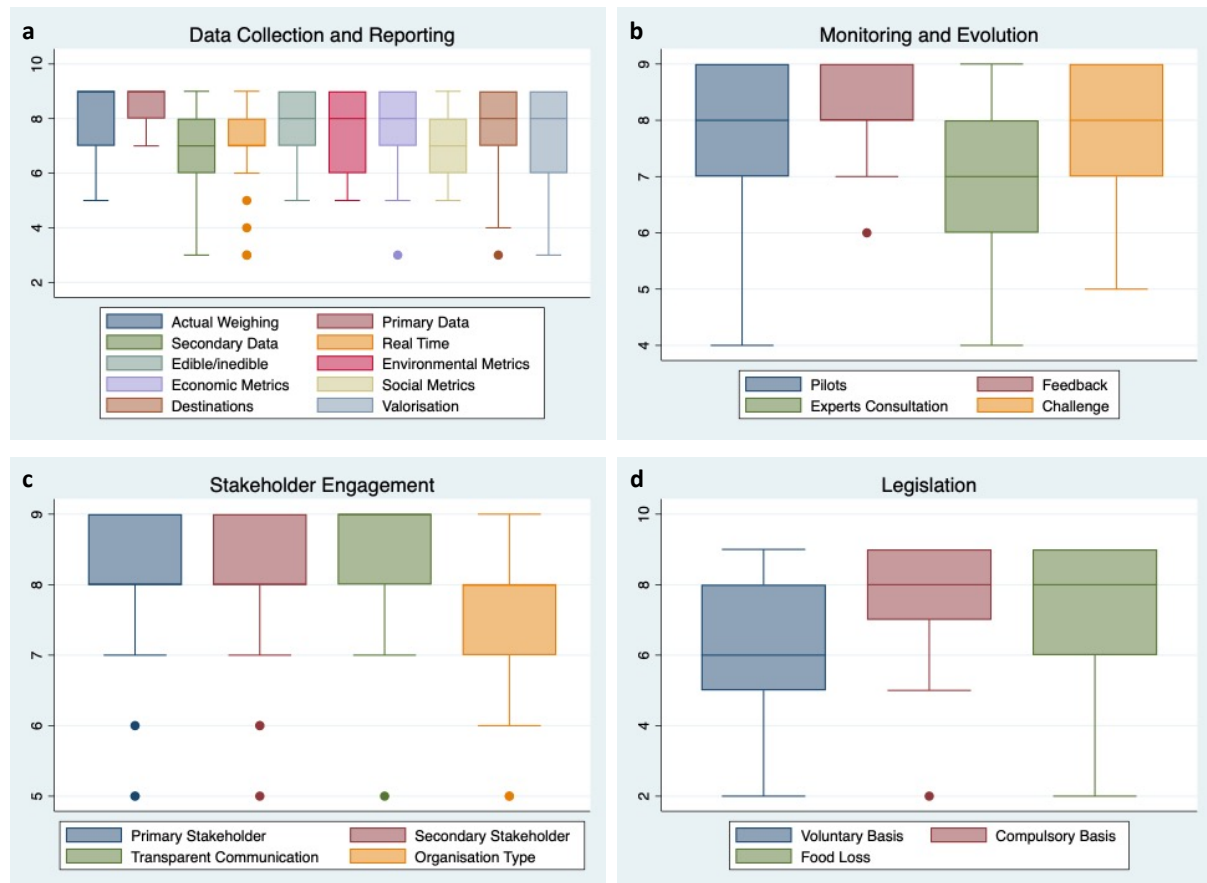 a
Data Collection and Reporting
10
8
6
4
2
Actual Weighing Primary Data
Secondary Data Real Time
Edible/inedible Environmental Metrics
Economic Metrics Social Metrics
Destinations Valorisation
b
Monitoring and Evolution
9
8
7
6
5
4
Pilots Feedback
Experts Consultation Challenge
c
Stakeholder Engagement
9
8
7
6
5
Primary Stakeholder Secondary Stakeholder
Transparent Communication Organisation Type
d
Legislation
10
8
6
4
2
Voluntary Basis Compulsory Basis
Food Loss